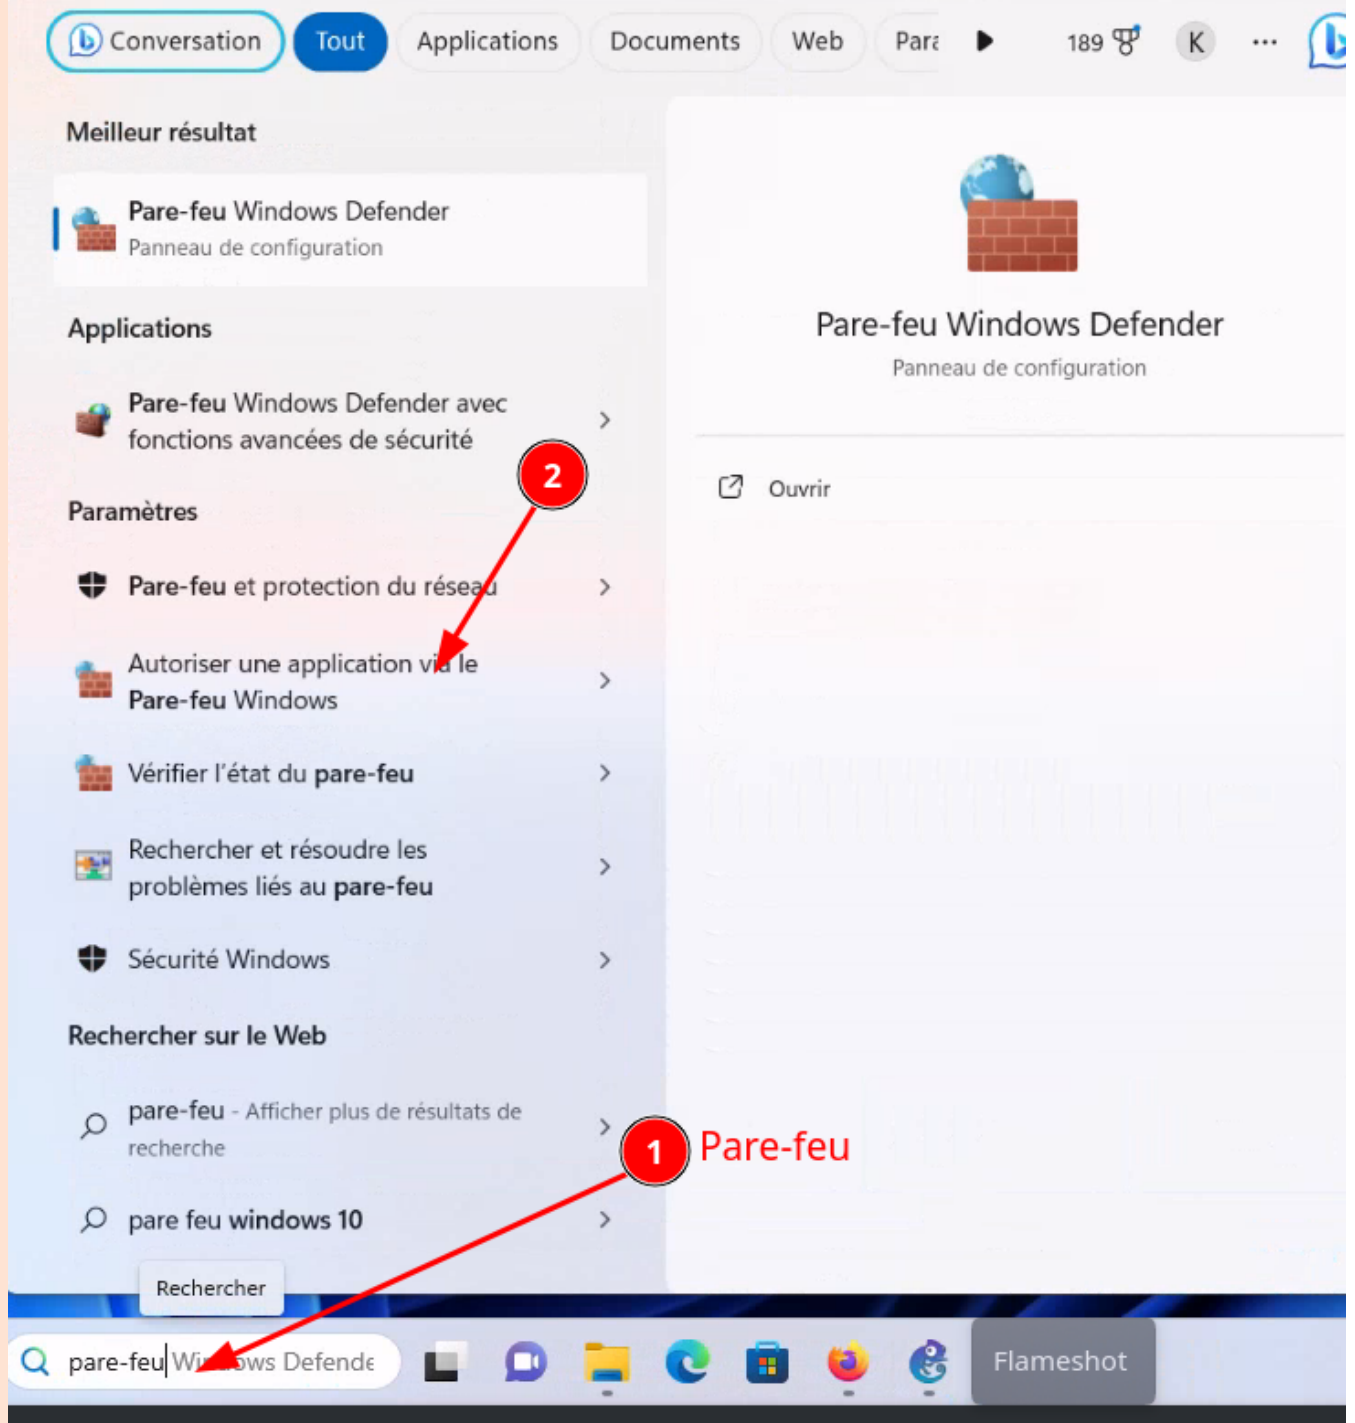 Conversation Tout Applications Documents Web Para 189 K ...
Meilleur résultat
Pare-feu Windows Defender
Panneau de configuration
Applications
Pare-feu Windows Defender avec
fonctions avancées de sécurité
2
Paramètres
Pare-feu et protection du réseau
Autoriser une application via le
Pare-feu Windows
Vérifier l'état du pare-feu
Rechercher et résoudre les
problèmes liés au pare-feu
Sécurité Windows
Rechercher sur le Web
pare-feu - Afficher plus de résultats de
recherche
pare feu windows 10
Pare-feu Windows Defender
Panneau de configuration
Ouvrir
1 Pare-feu
Rechercher
pare-feu Windows Defende
Flameshot